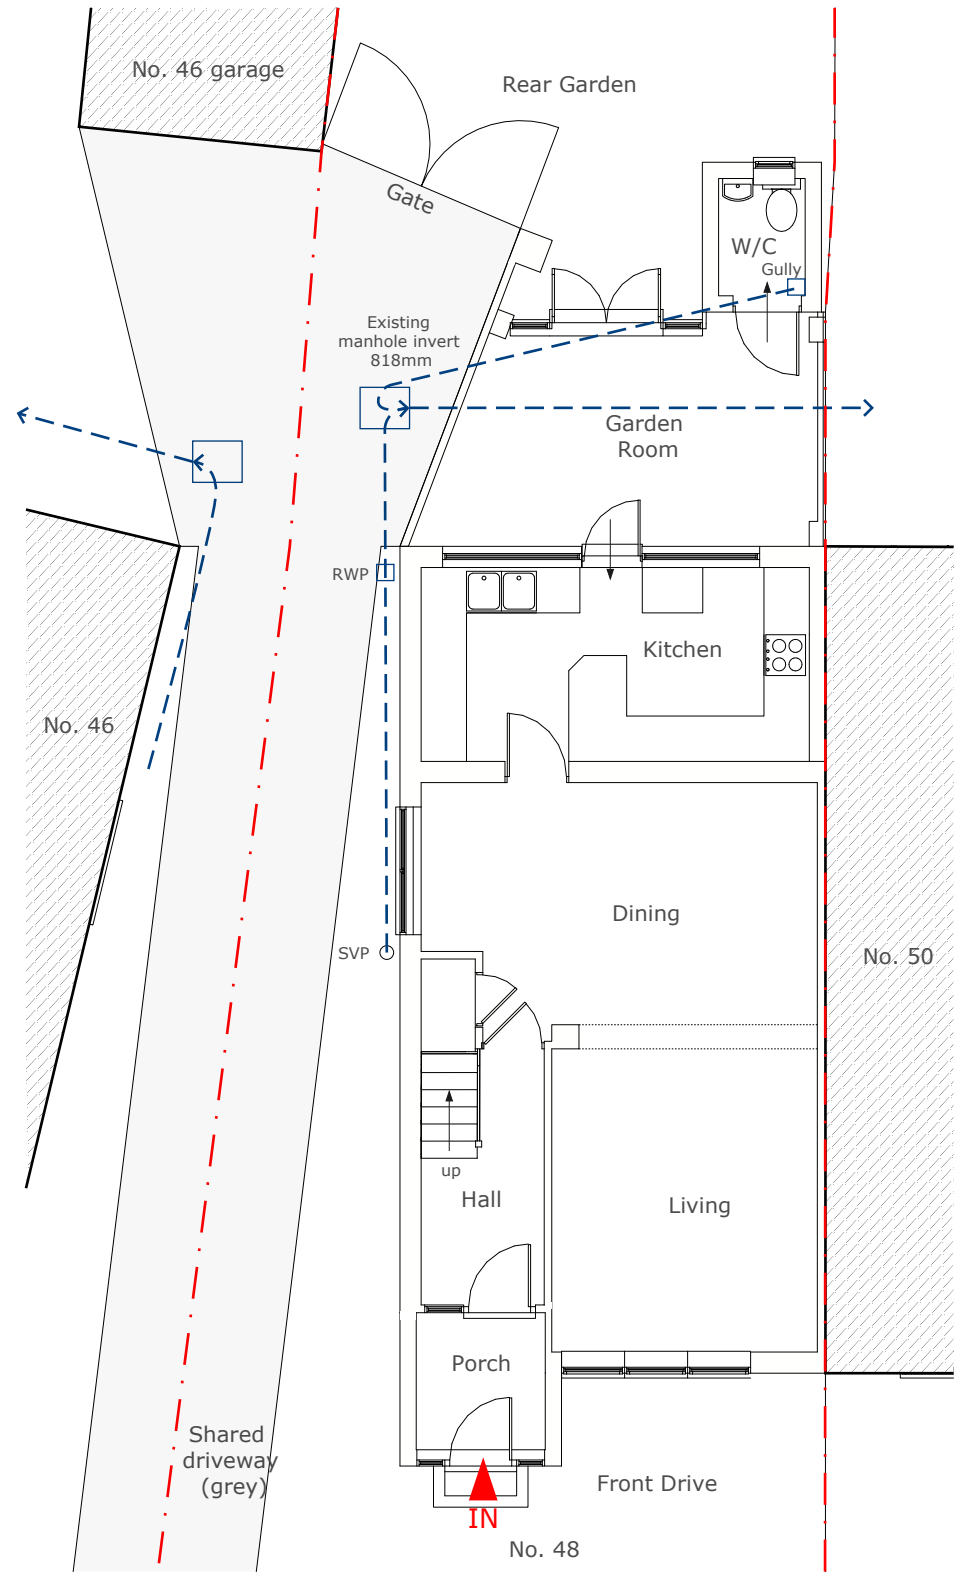 No. 46 garage
Rear Garden
Gate
W/C
Gully
Existing
manhole invert
818mm
Garden
Room
RWP
Kitchen
No. 46
Dining
SVP
No. 50
up
Hall
Living
Porch
Shared
driveway
(grey)
Front Drive
IN
No. 48